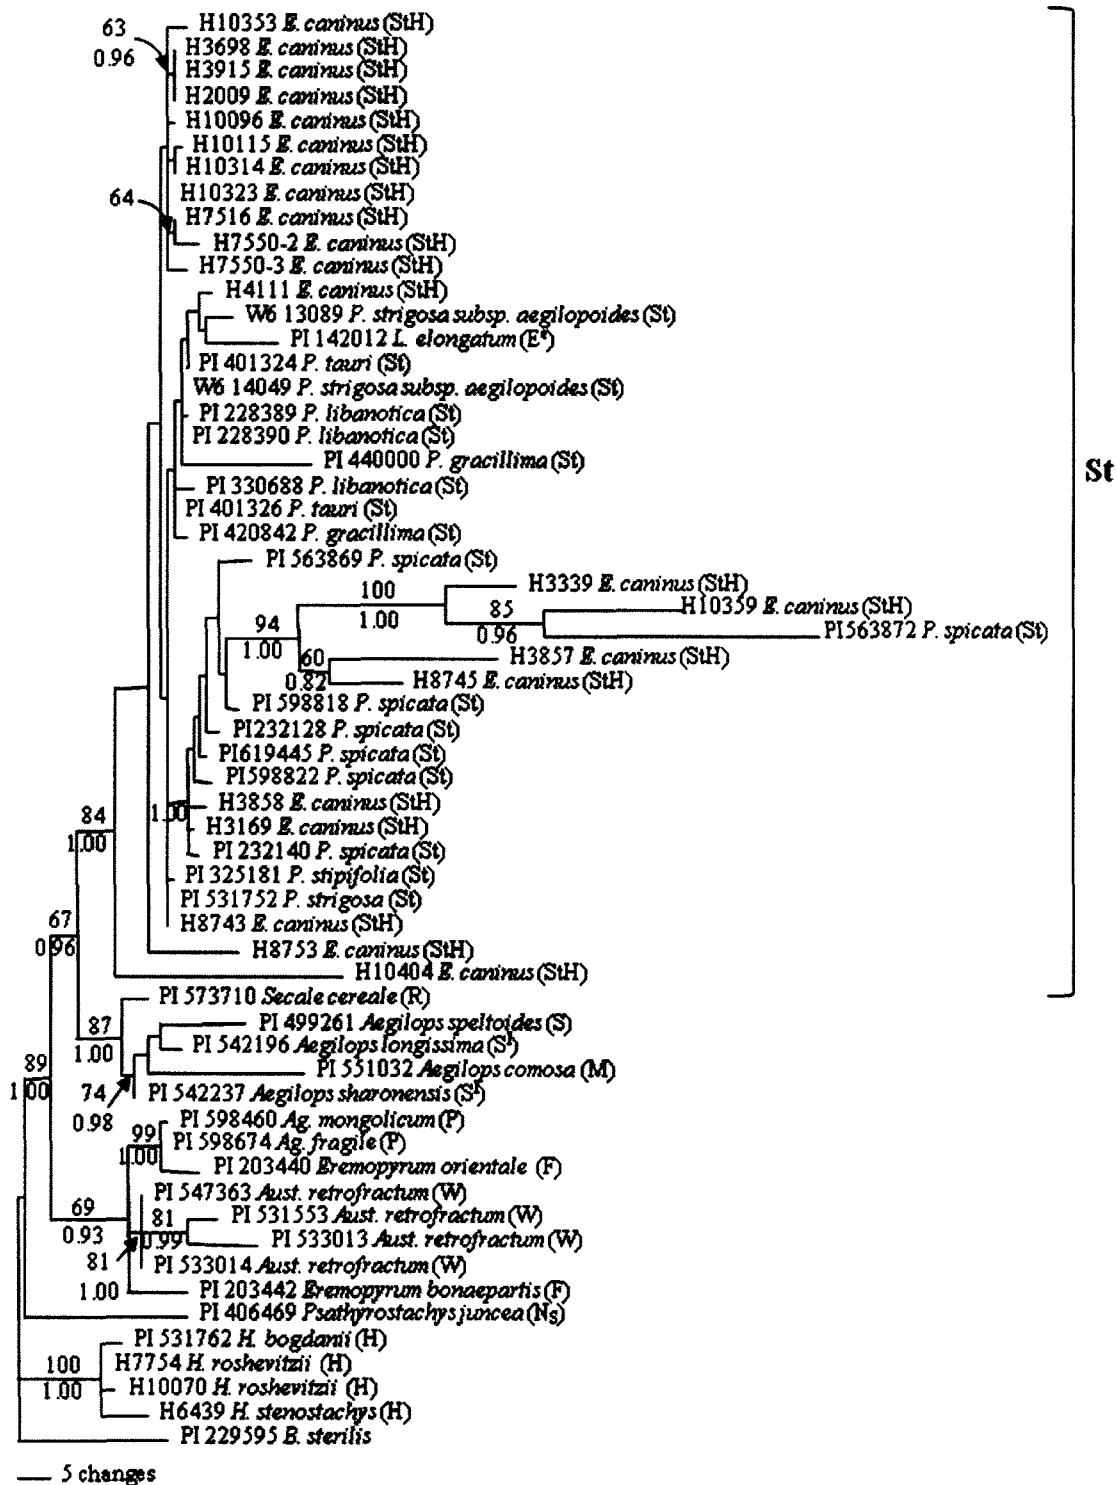 63
H10353 E. caninus (StH)
H3698 E. caninus (StH)
0.96
H3915 E. caninus (StH)
H2009 E. caninus (StH)
H10096 E. caninus (StH)
H10115 E. caninus (StH)
H10314 E. caninus (StH)
64
H10323 E. caninus (StH)
H7516 E. caninus (StH)
H7550-2 E. caninus (StH)
H7550-3 E. caninus (StH)
H4111 E. caninus (StH)
W6 13089 P. strigosa subsp. aegilopoides (St)
PI 142012 L. elongatum (Eᵉ)
PI 401324 P. tauri (St)
W6 14049 P. strigosa subsp. aegilopoides (St)
PI 228389 P. libanotica (St)
PI 228390 P. libanotica (St)
PI 440000 P. gracillima (St)
St
PI 330688 P. libanotica (St)
PI 401326 P. tauri (St)
PI 420842 P. gracillima (St)
PI 563869 P. spicata (St)
100
1.00
H3339 E. caninus (StH)
85
0.96
H10359 E. caninus (StH)
94
1.00
PI563872 P. spicata (St)
60
0.82
H3857 E. caninus (StH)
H8745 E. caninus (StH)
PI 598818 P. spicata (St)
PI232128 P. spicata (St)
PI619445 P. spicata (St)
PI598822 P. spicata (St)
1.00
H3858 E. caninus (StH)
84
1.00
H3169 E. caninus (StH)
PI 232140 P. spicata (St)
PI 325181 P. stipifolia (St)
PI 531752 P. strigosa (St)
67
0.96
H8743 E. caninus (StH)
H8753 E. caninus (StH)
H10404 E. caninus (StH)
PI 573710 Secale cereale (R)
87
1.00
PI 499261 Aegilops speltoides (S)
PI 542196 Aegilops longissima (Sˡ)
89
1.00
PI 551032 Aegilops comosa (M)
74
0.98
PI 542237 Aegilops sharonensis (Sˡ)
PI 598460 Ag. mongolicum (P)
99
1.00
PI 598674 Ag. fragile (P)
PI 203440 Eremopyrum orientale (F)
PI 547363 Aust. retrofractum (W)
69
0.93
81
0.99
PI 531553 Aust. retrofractum (W)
PI 533013 Aust. retrofractum (W)
81
1.00
PI 533014 Aust. retrofractum (W)
PI 203442 Eremopyrum bonaepartis (F)
PI 406469 Psathyrostachys juncea (Ns)
PI 531762 H. bogdanii (H)
100
1.00
H7754 H. roshevitzii (H)
H10070 H. roshevitzii (H)
H6439 H. stenostachys (H)
PI 229595 B. sterilis
5 changes